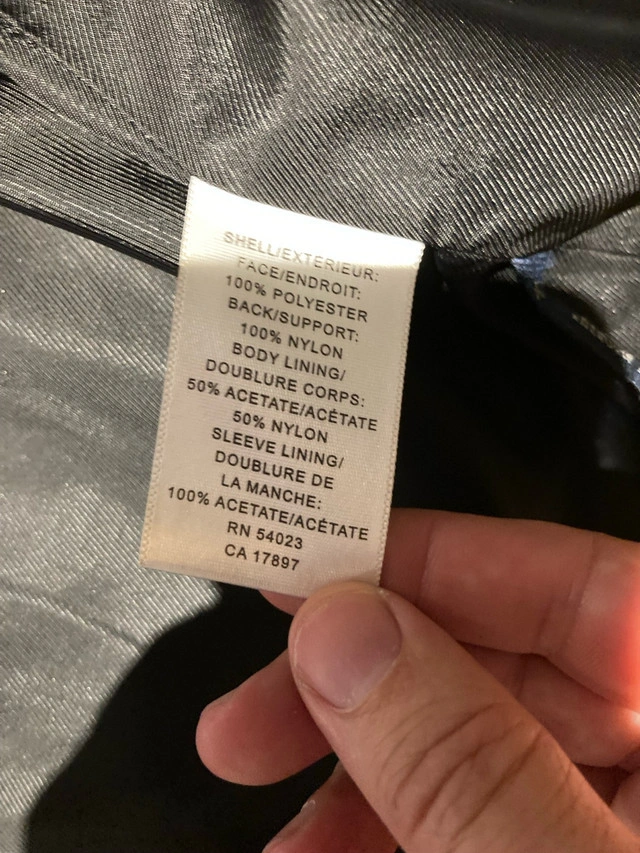 SHELL/EXTERIEUR:
FACE/ENDROIT:
100% POLYESTER
BACK/SUPPORT:
100% NYLON
BODY LINING/
DOUBLURE CORPS:
50% ACETATE/ACÉTATE
50% NYLON
SLEEVE LINING/
DOUBLURE DE
LA MANCHE:
100% ACETATE/ACÉTATE
RN 54023
CA 17897